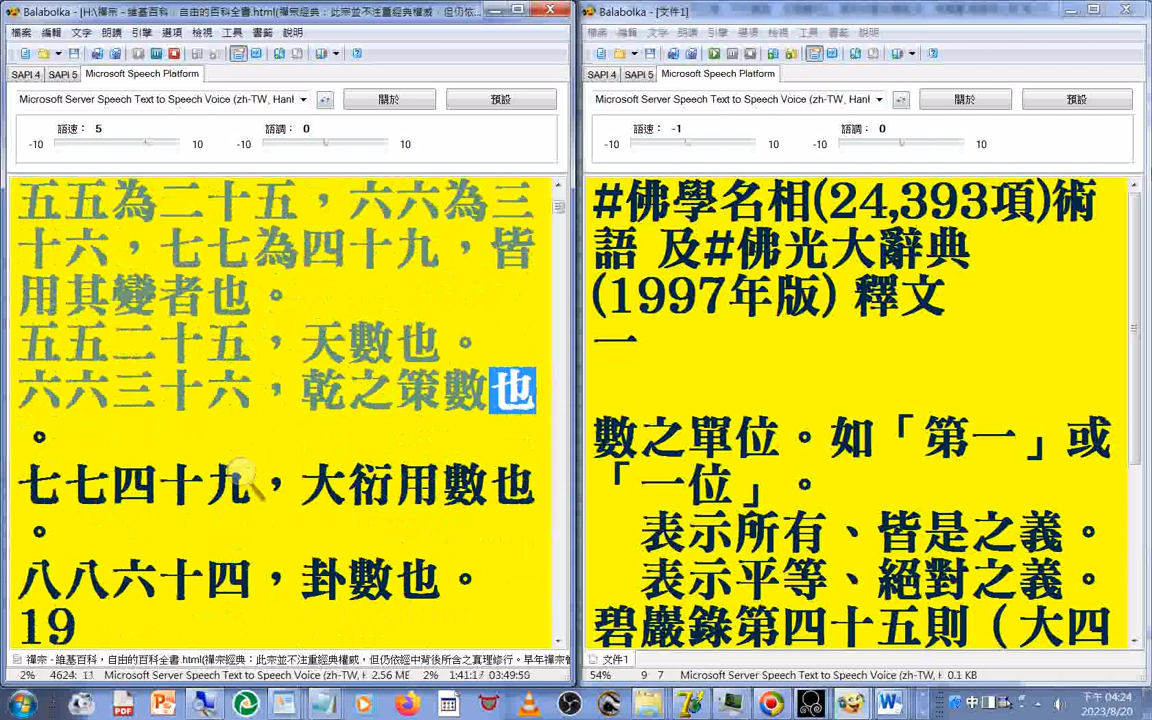 Balabolka - [H:\禪宗 - 維基百科，自由的百科全書.html(禪宗經典：此宗並不注重經典權威，但仍依...
檔案 編輯 文字 朗讀 引擎 選項 檢視 工具 書籤 說明
SAPI 4 SAPI 5 Microsoft Speech Platform
Microsoft Server Speech Text to Speech Voice (zh-TW, Hanl
關於 預設
語速： 5 語調： 0
-10 10 -10 10
五五為二十五，六六為三
十六，七七為四十九，皆
用其變者也。
五五二十五，天數也。
六六三十六，乾之策數也
。
七七四十九，大衍用數也
。
八八六十四，卦數也。
19
禪宗 - 維基百科，自由的百科全書.html(禪宗經典：此宗並不注重經典權威，但仍依經中背後所含之真理修行。早年禪宗
2% 4624: 11 Microsoft Server Speech Text to Speech Voice (zh-TW, 2.56 ME 2% 1:41:17 03:49:56
Balabolka - [文件1]
檔案 編輯 文字 朗讀 引擎 選項 檢視 工具 書籤 說明
SAPI 4 SAPI 5 Microsoft Speech Platform
Microsoft Server Speech Text to Speech Voice (zh-TW, Hanl
關於 預設
語速： -1 語調： 0
-10 10 -10 10
#佛學名相(24,393項)術
語 及#佛光大辭典
(1997年版) 釋文
一
數之單位。如「第一」或
「一位」。
表示所有、皆是之義。
表示平等、絕對之義。
碧巖錄第四十五則（大四
文件1
54% 9 7 Microsoft Server Speech Text to Speech Voice (zh-TW, HanH 0.1 KB
PDF
中
下午 04:24
2023/8/20